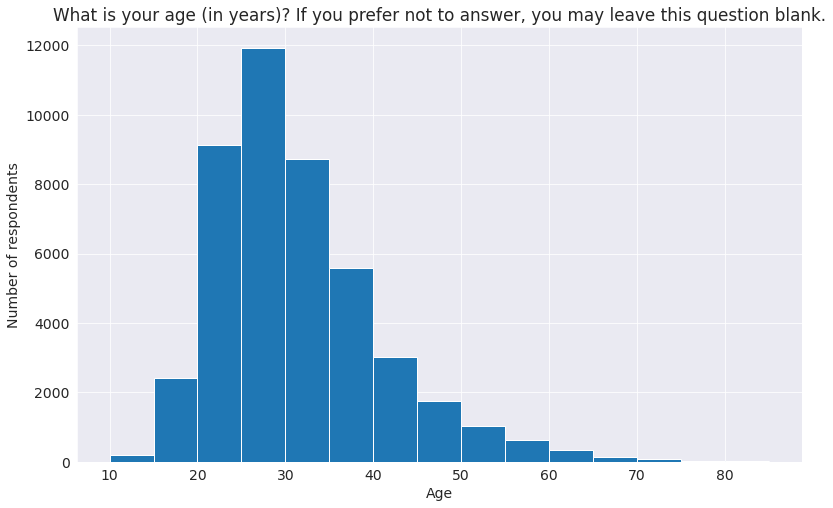 What is your age (in years)? If you prefer not to answer, you may leave this question blank.
12000
10000
8000
6000
4000
2000
0
Number of respondents
10 20 30 40 50 60 70 80
Age